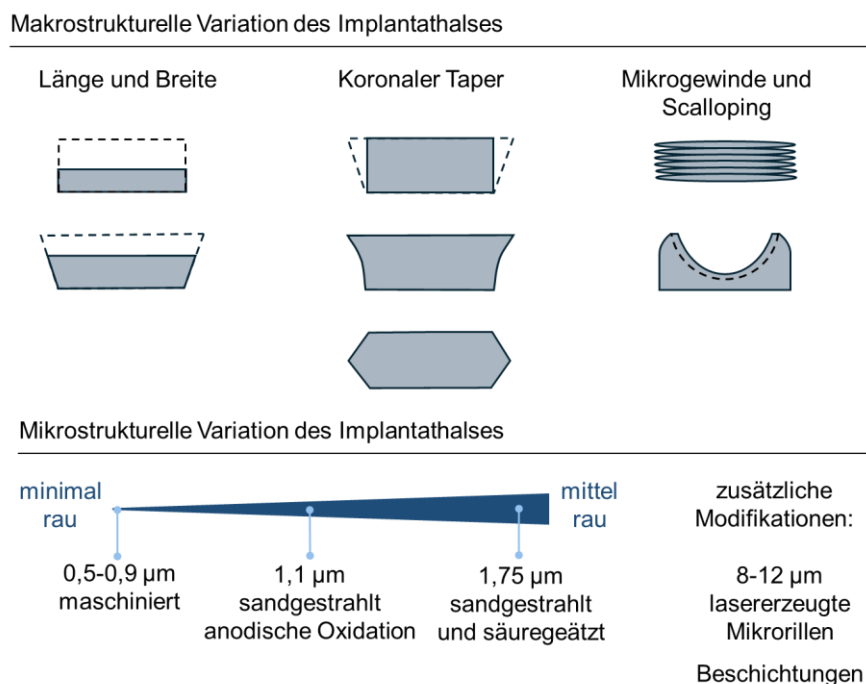 Makrostrukturelle Variation des Implantathalses
Länge und Breite
Koronaler Taper
Mikrogewinde und
Scalloping
Mikrostrukturelle Variation des Implantathalses
minimal
rau
mittel
rau
zusätzliche
Modifikationen:
0,5-0,9 µm
maschiniert
1,1 µm
sandgestrahlt
anodische Oxidation
1,75 µm
sandgestrahlt
und säuregeätzt
8-12 µm
lasererzeugte
Mikrorillen
Beschichtungen